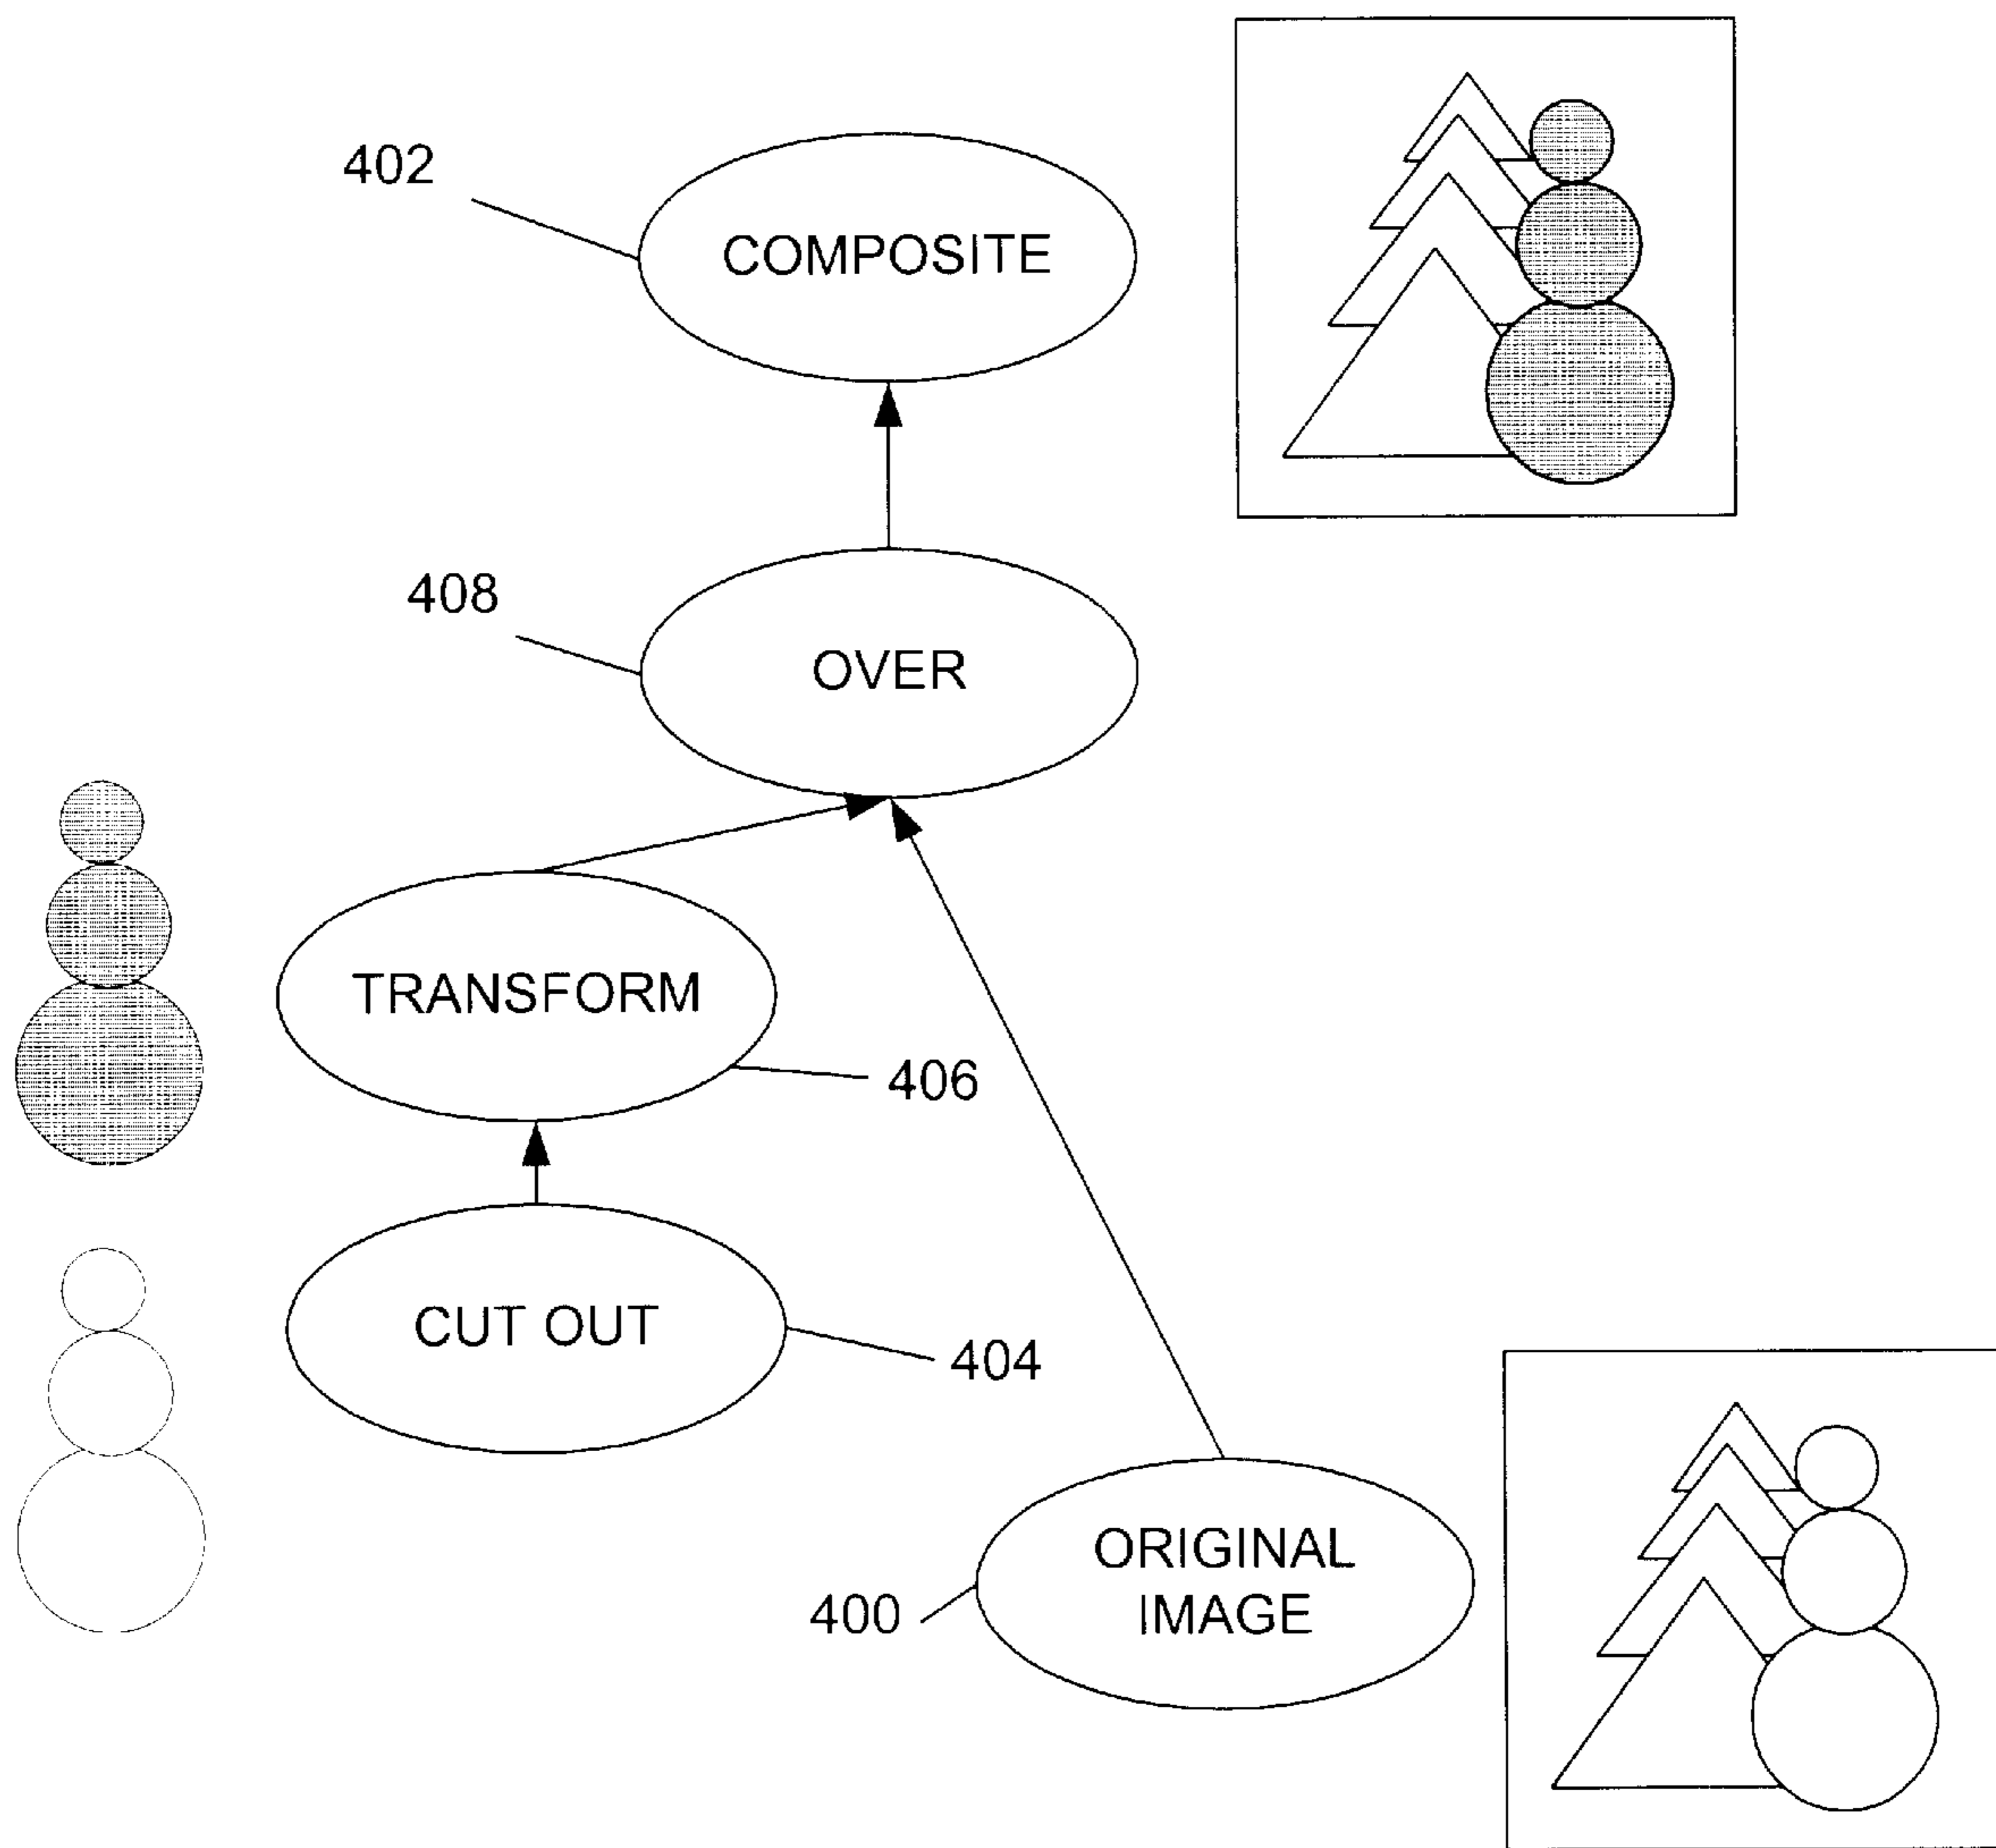 402
COMPOSITE
408
OVER
TRANSFORM
406
CUT OUT
404
ORIGINAL
IMAGE
400